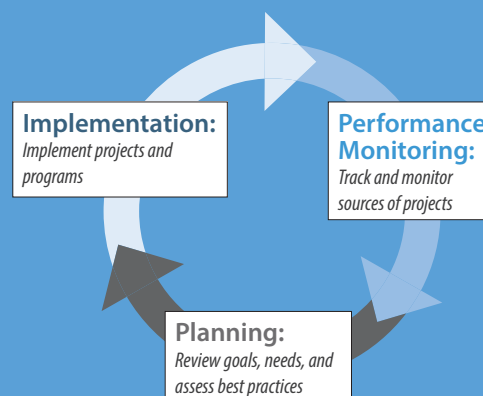 Implementation:
Implement projects and
programs
Performance
Monitoring:
Track and monitor
sources of projects
Planning:
Review goals, needs, and
assess best practices